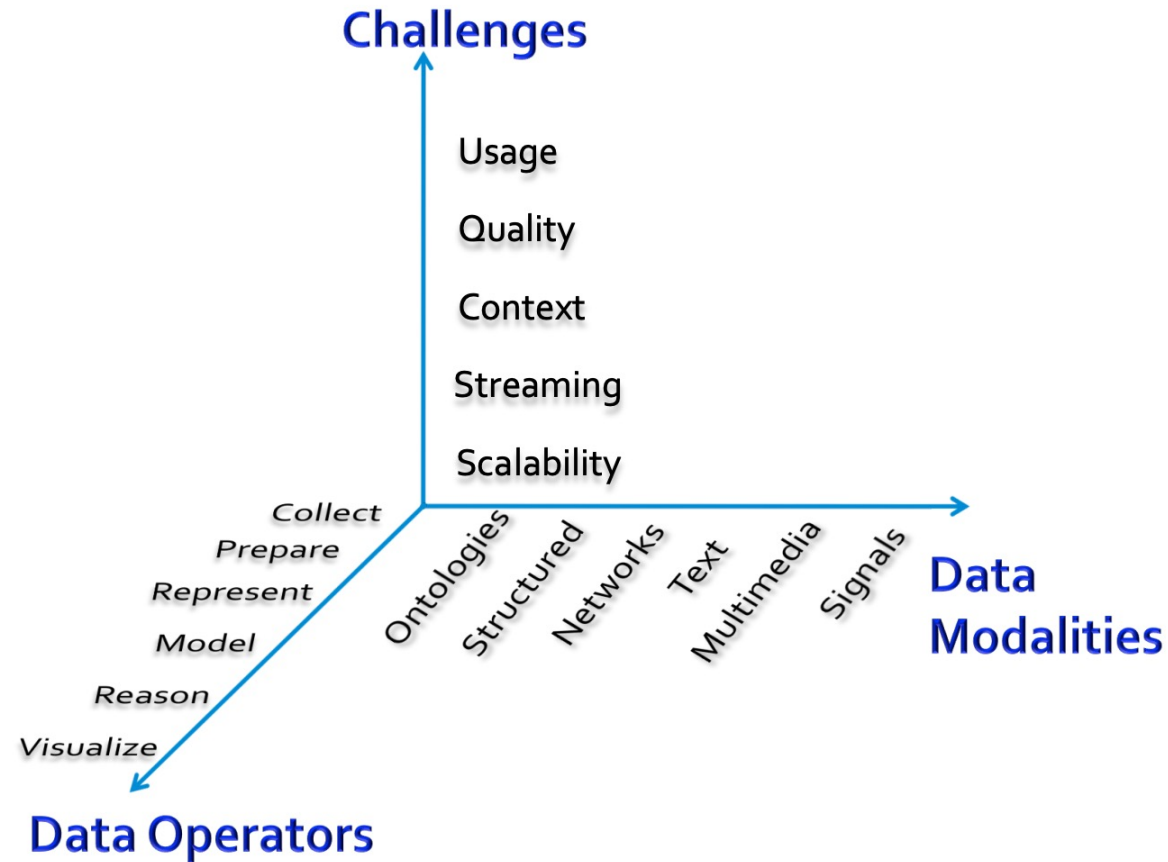 Challenges
Usage
Quality
Context
Streaming
Scalability
Collect
Prepare
Represent
Model
Reason
Visualize
Data Operators
Ontologies
Structured
Networks
Text
Multimedia
Signals
Data
Modalities